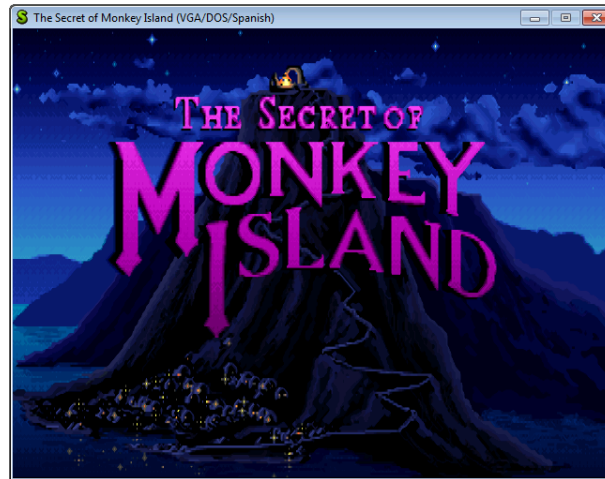 The Secret of Monkey Island (VGA/DOS/Spanish)
THE SECRET OF
MONKEY
ISLAND